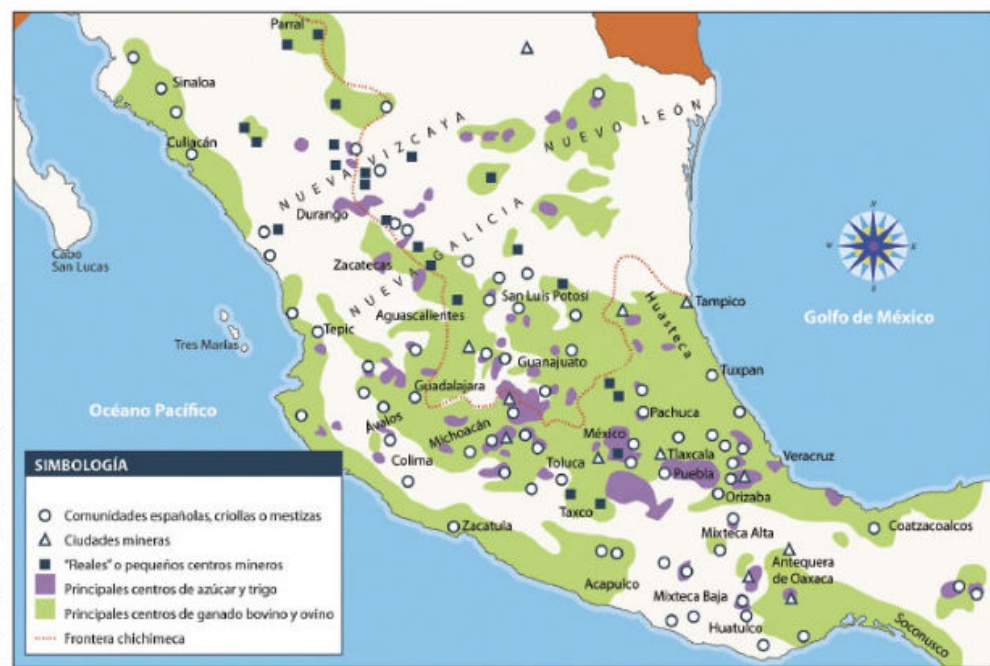 Parral
Sinaloa
Culiacán
NUEVA VIZCAYA
NUEVO LEÓN
Durango
NUEVA GALICIA
Zacatecas
Cabo
San Lucas
San Luis Potosí
Aguascalientes
Huasteca
Tampico
Golfo de México
Tepic
Tres Marías
Guanajuato
Tuxpan
Guadalajara
Océano Pacífico
Pachuca
Ávalos
Michoacán
México
Tlaxcala
Veracruz
Colima
Toluca
Puebla
Orizaba
Taxco
Zacatula
Mixteca Alta
Coatzacoalcos
Acapulco
Antequera
de Oaxaca
Mixteca Baja
Huatulco
Soconusco
SIMBOLOGÍA
Comunidades españolas, criollas o mestizas
Ciudades mineras
"Reales" o pequeños centros mineros
Principales centros de azúcar y trigo
Principales centros de ganado bovino y ovino
Frontera chichimeca